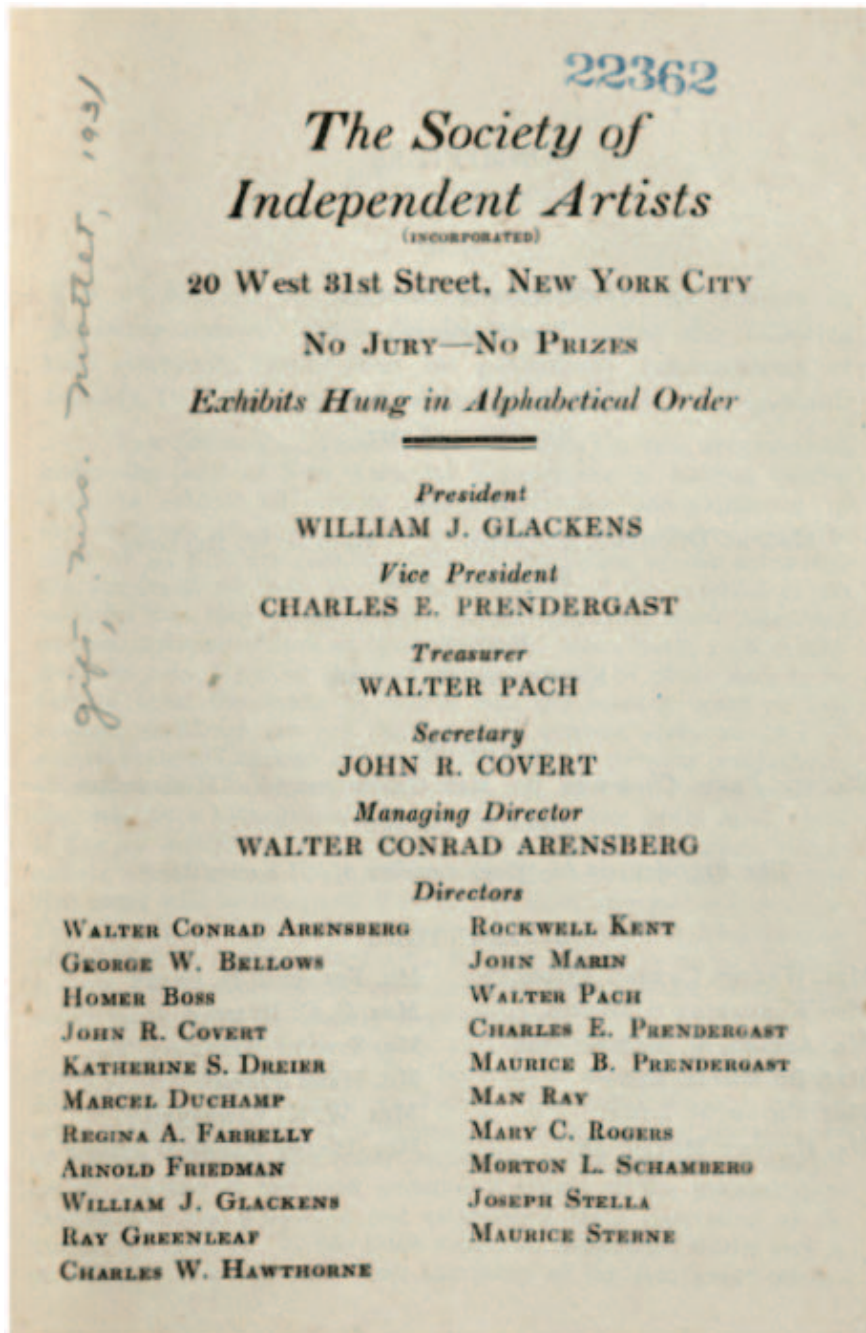 22362
The Society of
Independent Artists
(INCORPORATED)
20 West 31st Street, NEW YORK CITY
NO JURY—NO PRIZES
Exhibits Hung in Alphabetical Order
President
WILLIAM J. GLACKENS
Vice President
CHARLES E. PRENDERGAST
Treasurer
WALTER PACH
Secretary
JOHN R. COVERT
Managing Director
WALTER CONRAD ARENSBERG
Directors
WALTER CONRAD ARENSBERG
GEORGE W. BELLOWS
HOMER BOSS
JOHN R. COVERT
KATHERINE S. DREIER
MARCEL DUCHAMP
REGINA A. FARRELLY
ARNOLD FRIEDMAN
WILLIAM J. GLACKENS
RAY GREENLEAF
CHARLES W. HAWTHORNE
ROCKWELL KENT
JOHN MARIN
WALTER PACH
CHARLES E. PRENDERGAST
MAURICE B. PRENDERGAST
MAN RAY
MARY C. ROGERS
MORTON L. SCHAMBERG
JOSEPH STELLA
MAURICE STERNE
gift, mrs. 1931